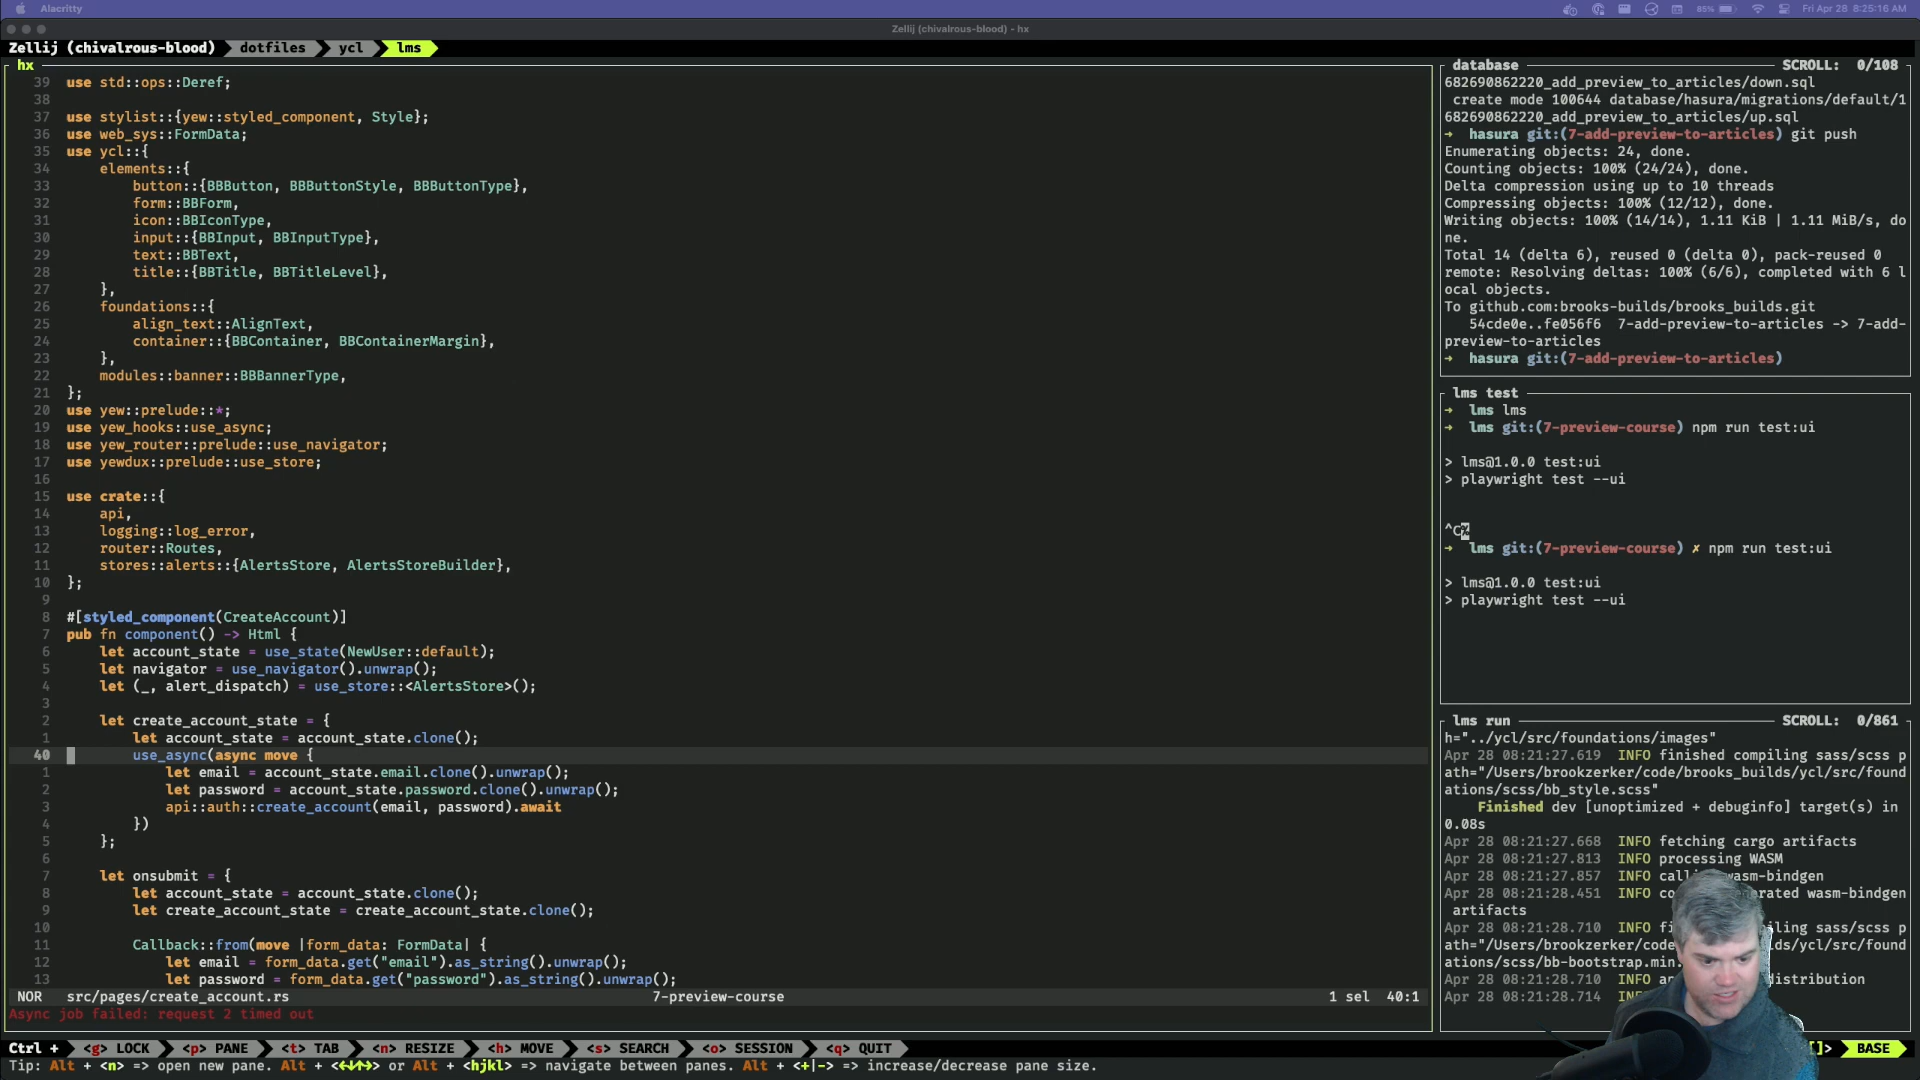 Alacritty
85%
Fri Apr 28 8:25:16 AM
Zellij (chivalrous-blood) - hx
Zellij (chivalrous-blood) dotfiles ycl lms
hx
39 use std::ops::Deref;
38
37 use stylist::{yew::styled_component, Style};
36 use web_sys::FormData;
35 use ycl::{
34 elements::{
33 button::{BBButton, BBButtonStyle, BBButtonType},
32 form::BBForm,
31 icon::BBIconType,
30 input::{BBInput, BBInputType},
29 text::BBText,
28 title::{BBTitle, BBTitleLevel},
27 },
26 foundations::{
25 align_text::AlignText,
24 container::{BBContainer, BBContainerMargin},
23 },
22 modules::banner::BBBannerType,
21 };
20 use yew::prelude::*;
19 use yew_hooks::use_async;
18 use yew_router::prelude::use_navigator;
17 use yewdux::prelude::use_store;
16
15 use crate::{
14 api,
13 logging::log_error,
12 router::Routes,
11 stores::alerts::{AlertsStore, AlertsStoreBuilder},
10 };
9
8 #[styled_component(CreateAccount)]
7 pub fn component() -> Html {
6 let account_state = use_state(NewUser::default);
5 let navigator = use_navigator().unwrap();
4 let (_, alert_dispatch) = use_store::<AlertsStore>();
3
2 let create_account_state = {
1 let account_state = account_state.clone();
40 use_async(async move {
1 let email = account_state.email.clone().unwrap();
2 let password = account_state.password.clone().unwrap();
3 api::auth::create_account(email, password).await
4 })
5 };
6
7 let onsubmit = {
8 let account_state = account_state.clone();
9 let create_account_state = create_account_state.clone();
10
11 Callback::from(move |form_data: FormData| {
12 let email = form_data.get("email").as_string().unwrap();
13 let password = form_data.get("password").as_string().unwrap();
NOR src/pages/create_account.rs 7-preview-course 1 sel 40:1
Async job failed: request 2 timed out
database SCROLL: 0/108
682690862220_add_preview_to_articles/down.sql
create mode 100644 database/hasura/migrations/default/1
682690862220_add_preview_to_articles/up.sql
→ hasura git:(7-add-preview-to-articles) git push
Enumerating objects: 24, done.
Counting objects: 100% (24/24), done.
Delta compression using up to 10 threads
Compressing objects: 100% (12/12), done.
Writing objects: 100% (14/14), 1.11 KiB | 1.11 MiB/s, do
ne.
Total 14 (delta 6), reused 0 (delta 0), pack-reused 0
remote: Resolving deltas: 100% (6/6), completed with 6 l
ocal objects.
To github.com:brooks-builds/brooks_builds.git
54cde0e..fe056f6 7-add-preview-to-articles -> 7-add-
preview-to-articles
→ hasura git:(7-add-preview-to-articles)
lms test
→ lms lms
→ lms git:(7-preview-course) npm run test:ui
> lms@1.0.0 test:ui
> playwright test --ui
^C%
→ lms git:(7-preview-course) ✗ npm run test:ui
> lms@1.0.0 test:ui
> playwright test --ui
lms run SCROLL: 0/861
h="../ycl/src/foundations/images"
Apr 28 08:21:27.619 INFO finished compiling sass/scss p
ath="/Users/brookzerker/code/brooks_builds/ycl/src/found
ations/scss/bb_style.scss"
Finished dev [unoptimized + debuginfo] target(s) in
0.08s
Apr 28 08:21:27.668 INFO fetching cargo artifacts
Apr 28 08:21:27.813 INFO processing WASM
Apr 28 08:21:27.857 INFO wasm-bindgen
Apr 28 08:21:28.451 INFO wasm-bindgen
artifacts
Apr 28 08:21:28.710 INFO sass/scss p
ath="/Users/brookzerker/code ycl/src/found
ations/scss/bb-bootstrap.min.
Apr 28 08:21:28.710 INFO distribution
Apr 28 08:21:28.714
Ctrl + <g> LOCK <p> PANE <t> TAB <n> RESIZE <h> MOVE <s> SEARCH <o> SESSION <q> QUIT BASE
Tip: Alt + <n> => open new pane. Alt + <←↓↑→> or Alt + <hjkl> => navigate between panes. Alt + <+|-> => increase/decrease pane size.